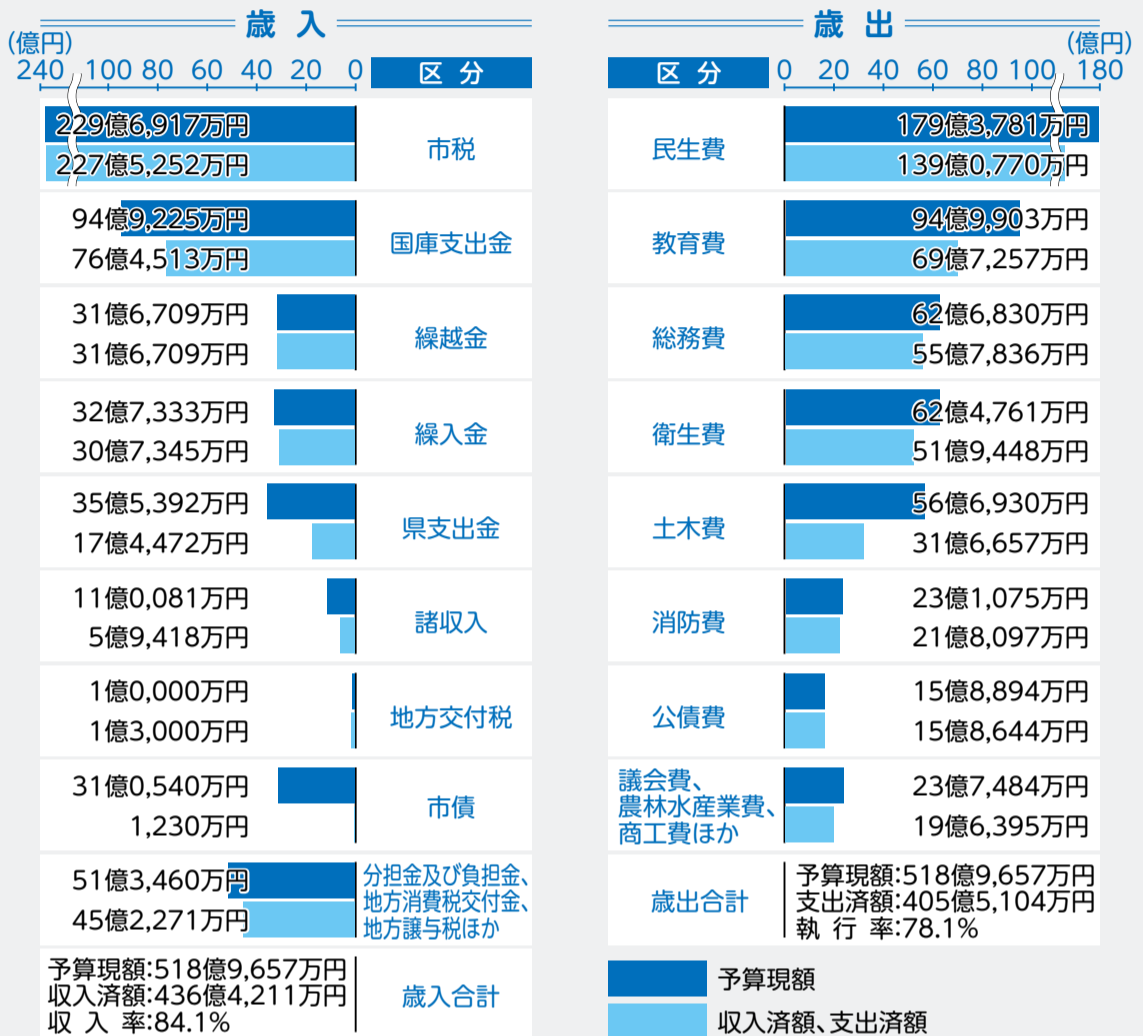 歳入
(億円)
240 100 80 60 40 20 0 区分
229億6,917万円
227億5,252万円
市税
94億9,225万円
76億4,513万円
国庫支出金
31億6,709万円
31億6,709万円
繰越金
32億7,333万円
30億7,345万円
繰入金
35億5,392万円
17億4,472万円
県支出金
11億0,081万円
5億9,418万円
諸収入
1億0,000万円
1億3,000万円
地方交付税
31億0,540万円
1,230万円
市債
51億3,460万円
45億2,271万円
分担金及び負担金、
地方消費税交付金、
地方譲与税ほか
予算現額:518億9,657万円
収入済額:436億4,211万円
収入率:84.1%
歳入合計
歳出
(億円)
区分 0 20 40 60 80 100 180
民生費
179億3,781万円
139億0,770万円
教育費
94億9,903万円
69億7,257万円
総務費
62億6,830万円
55億7,836万円
衛生費
62億4,761万円
51億9,448万円
土木費
56億6,930万円
31億6,657万円
消防費
23億1,075万円
21億8,097万円
公債費
15億8,894万円
15億8,644万円
議会費、
農林水産業費、
商工費ほか
23億7,484万円
19億6,395万円
歳出合計
予算現額:518億9,657万円
支出済額:405億5,104万円
執行率:78.1%
予算現額
収入済額、支出済額